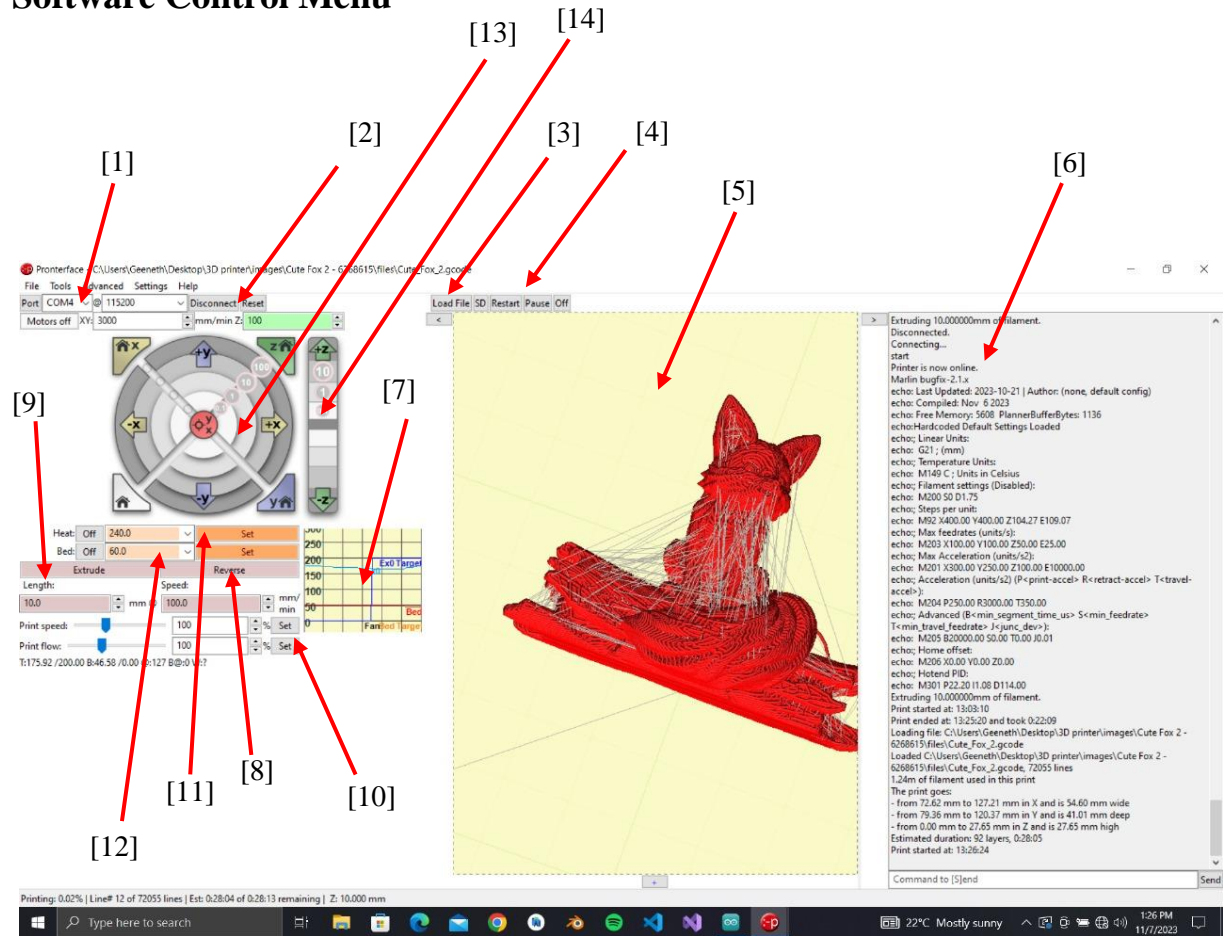 Software Control Menu
[13]
[14]
[2]
[3]
[4]
[1]
[6]
[5]
Pronterface - C:\Users\Geeneth\Desktop\3D printer\images\Cute Fox 2 - 6268615\files\Cute_Fox_2.gcode
File Tools Advanced Settings Help
Port COM4 @ 115200 Disconnect Reset
Load File SD Restart Pause Off
Motors off XY: 3000 mm/min Z: 100
< >
x
+y
z
+z
100
10
10
1
1
-x
y
x
+x
-y
y
-z
[9]
[7]
Heat: Off 240.0 Set
Bed: Off 60.0 Set
Extrude Reverse
Length: Speed:
10.0 mm @ 100.0 mm/
min
Print speed: 100 % Set
Print flow: 100 % Set
T:175.92 /200.00 B:46.58 /0.00 @:127 B@:0
250
200
150
100
50
0
Ex0 Target
Bed
Fan
[8]
[11]
[10]
[12]
Extruding 10.000000mm of filament.
Disconnected.
Connecting...
start
Printer is now online.
Marlin bugfix-2.1.x
echo: Last Updated: 2023-10-21 | Author: (none, default config)
echo: Compiled: Nov 6 2023
echo: Free Memory: 5608 PlannerBufferBytes: 1136
echo:Hardcoded Default Settings Loaded
echo:; Linear Units:
echo: G21 ; (mm)
echo:; Temperature Units:
echo: M149 C ; Units in Celsius
echo:; Filament settings (Disabled):
echo: M200 S0 D1.75
echo:; Steps per unit:
echo: M92 X400.00 Y400.00 Z104.27 E109.07
echo:; Max feedrates (units/s):
echo: M203 X100.00 Y100.00 Z50.00 E25.00
echo:; Max Acceleration (units/s2):
echo: M201 X300.00 Y250.00 Z100.00 E10000.00
echo:; Acceleration (units/s2) (P<print-accel> R<retract-accel> T<travel-
accel>):
echo: M204 P250.00 R3000.00 T350.00
echo:; Advanced (B<min_segment_time_us> S<min_feedrate>
T<min_travel_feedrate> J<junc_dev>):
echo: M205 B20000.00 S0.00 T0.00 J0.01
echo:; Home offset:
echo: M206 X0.00 Y0.00 Z0.00
echo:; Hotend PID:
echo: M301 P22.20 I1.08 D114.00
Extruding 10.000000mm of filament.
Print started at: 13:03:10
Print ended at: 13:25:20 and took 0:22:09
Loading file: C:\Users\Geeneth\Desktop\3D printer\images\Cute Fox 2 -
6268615\files\Cute_Fox_2.gcode
Loaded C:\Users\Geeneth\Desktop\3D printer\images\Cute Fox 2 -
6268615\files\Cute_Fox_2.gcode, 72055 lines
1.24m of filament used in this print
The print goes:
- from 72.62 mm to 127.21 mm in X and is 54.60 mm wide
- from 79.36 mm to 120.37 mm in Y and is 41.01 mm deep
- from 0.00 mm to 27.65 mm in Z and is 27.65 mm high
Estimated duration: 92 layers, 0:28:05
Print started at: 13:26:24
+
Command to [S]end Send
Printing: 0.02% | Line# 12 of 72055 lines | Est: 0:28:04 of 0:28:13 remaining | Z: 10.000 mm
Type here to search
22°C Mostly sunny
1:26 PM
11/7/2023